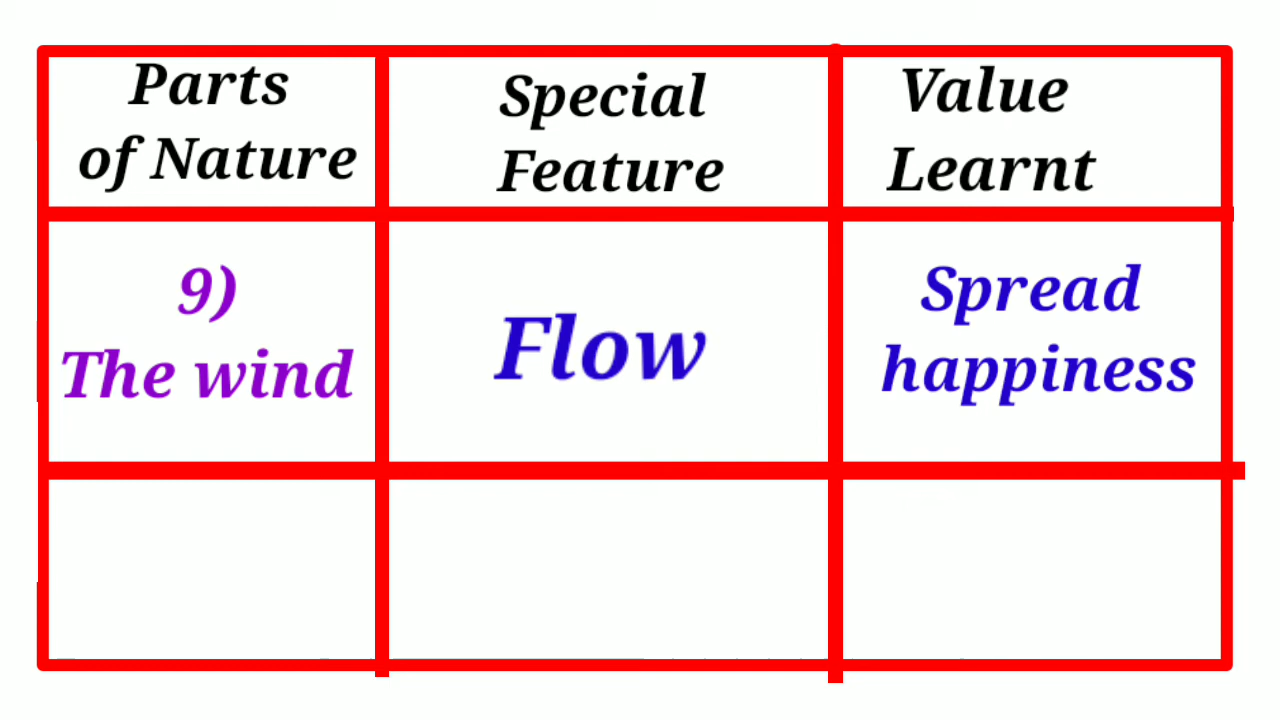 Parts
of Nature
Special
Feature
Value
Learnt
9)
The wind
Flow
Spread
happiness